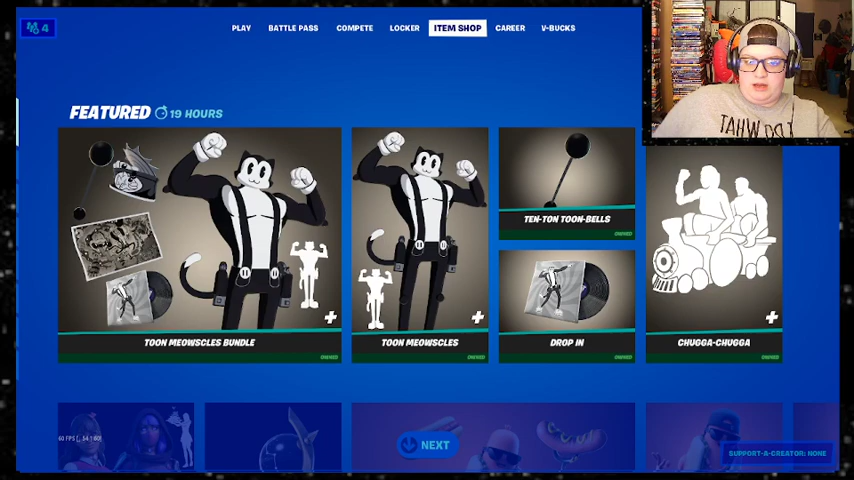 4
PLAY BATTLE PASS COMPETE LOCKER ITEM SHOP CAREER V-BUCKS
FEATURED 19 HOURS
TEN-TON TOON-BELLS
OWNED
TOON MEOWSCLES BUNDLE
OWNED
TOON MEOWSCLES
OWNED
DROP IN
OWNED
CHUGGA-CHUGGA
OWNED
NEXT
SUPPORT-A-CREATOR: NONE